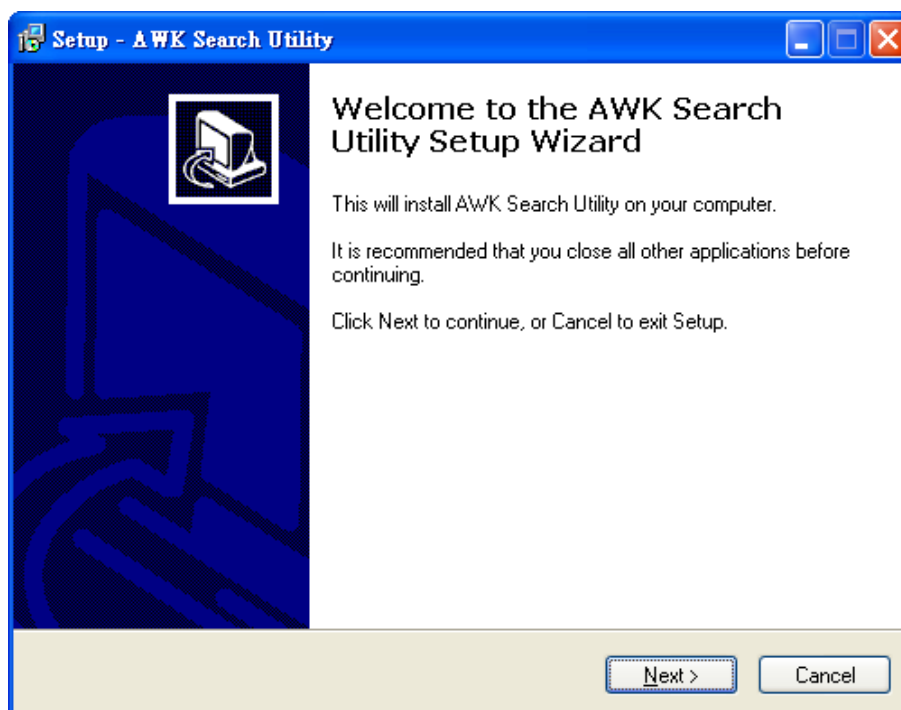 Setup - AWK Search Utility
Welcome to the AWK Search
Utility Setup Wizard
This will install AWK Search Utility on your computer.
It is recommended that you close all other applications before
continuing.
Click Next to continue, or Cancel to exit Setup.
Next >
Cancel